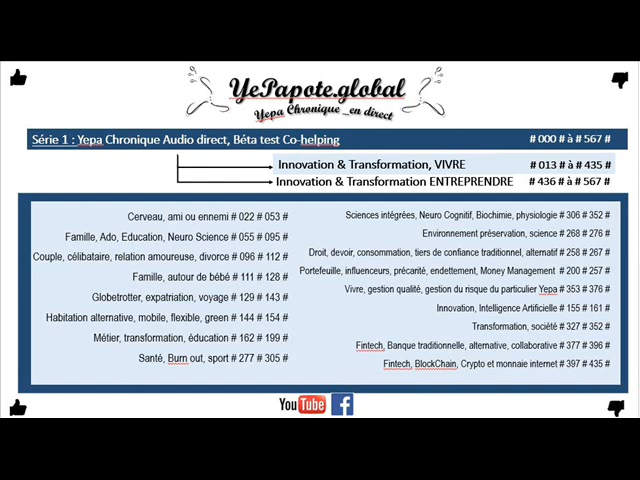 YePapote.global
Yepa Chronique _en direct
Série 1 : Yepa Chronique Audio direct, Béta test Co-helping # 000 # à # 567 #
Innovation & Transformation, VIVRE # 013 # à # 435 #
Innovation & Transformation ENTREPRENDRE # 436 # à # 567 #
Cerveau, ami ou ennemi # 022 # 053 #
Famille, Ado, Education, Neuro Science # 055 # 095 #
Couple, célibataire, relation amoureuse, divorce # 096 # 112 #
Famille, autour de bébé # 111 # 128 #
Globetrotter, expatriation, voyage # 129 # 143 #
Habitation alternative, mobile, flexible, green # 144 # 154 #
Métier, transformation, éducation # 162 # 199 #
Santé, Burn out, sport # 277 # 305 #
Sciences intégrées, Neuro Cognitif, Biochimie, physiologie # 306 # 352 #
Environnement préservation, science # 268 # 276 #
Droit, devoir, consommation, tiers de confiance traditionnel, alternatif # 258 # 267 #
Portefeuille, influenceurs, précarité, endettement, Money Management # 200 # 257 #
Vivre, gestion qualité, gestion du risque du particulier Yepa # 353 # 376 #
Innovation, Intelligence Artificielle # 155 # 161 #
Transformation, société # 327 # 352 #
Fintech, Banque traditionnelle, alternative, collaborative # 377 # 396 #
Fintech, BlockChain, Crypto et monnaie internet # 397 # 435 #
YouTube f